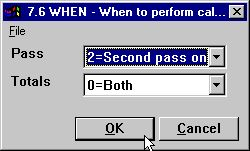 7.6 WHEN - When to perform cal...
File
Pass 2=Second pass on
Totals 0=Both
OK Cancel